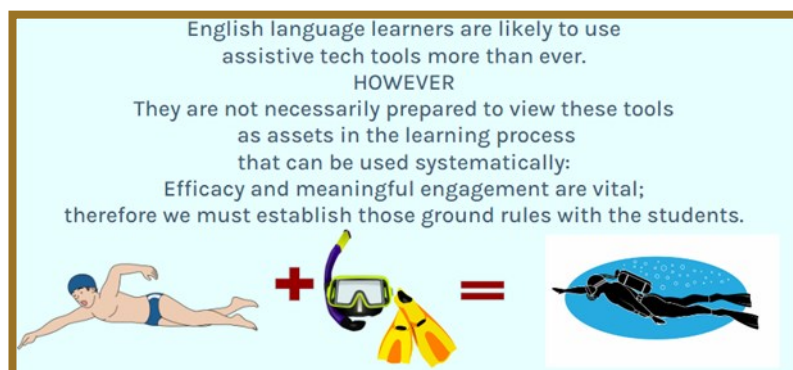 English language learners are likely to use
assistive tech tools more than ever.
HOWEVER
They are not necessarily prepared to view these tools
as assets in the learning process
that can be used systematically:
Efficacy and meaningful engagement are vital;
therefore we must establish those ground rules with the students.